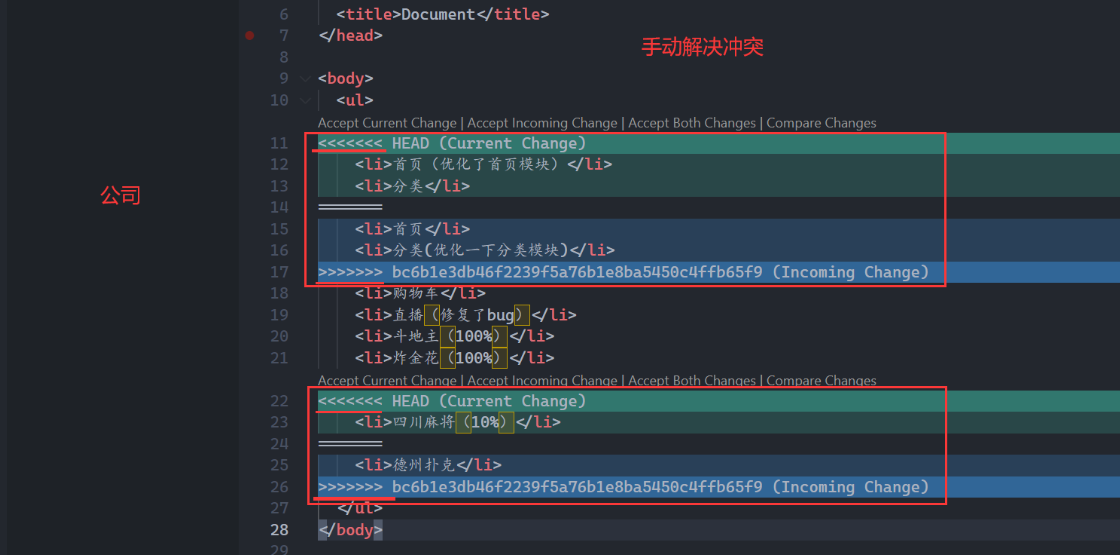 6 <title>Document</title>
7 </head>
手动解决冲突
8
9 <body>
10 <ul>
Accept Current Change | Accept Incoming Change | Accept Both Changes | Compare Changes
11 <<<<<<< HEAD (Current Change)
12 <li>首页（优化了首页模块）</li>
13 <li>分类</li>
公司
14 =======
15 <li>首页</li>
16 <li>分类(优化一下分类模块)</li>
17 >>>>>>> bc6b1e3db46f2239f5a76b1e8ba5450c4ffb65f9 (Incoming Change)
18 <li>购物车</li>
19 <li>直播（修复了bug）</li>
20 <li>斗地主（100%）</li>
21 <li>炸金花（100%）</li>
Accept Current Change | Accept Incoming Change | Accept Both Changes | Compare Changes
22 <<<<<<< HEAD (Current Change)
23 <li>四川麻将（10%）</li>
24 =======
25 <li>德州扑克</li>
26 >>>>>>> bc6b1e3db46f2239f5a76b1e8ba5450c4ffb65f9 (Incoming Change)
27 </ul>
28 </body>
29